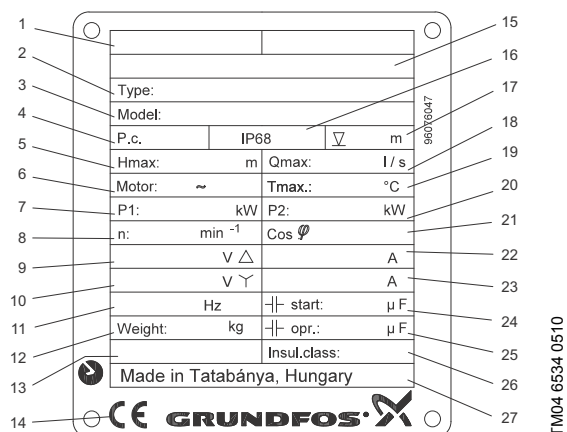 1
2
3
4
5
6
7
8
9
10
11
12
13
14
Type:
Model:
P.c. IP68 m
Hmax: m Qmax: l / s
Motor: ~ Tmax.: °C
P1: kW P2: kW
n: min -1 Cos φ
V △ A
V Y A
Hz start: µ F
Weight: kg opr.: µ F
Insul.class:
Made in Tatabánya, Hungary
CE GRUNDFOS
96076047
15
16
17
18
19
20
21
22
23
24
25
26
27
TM04 6534 0510